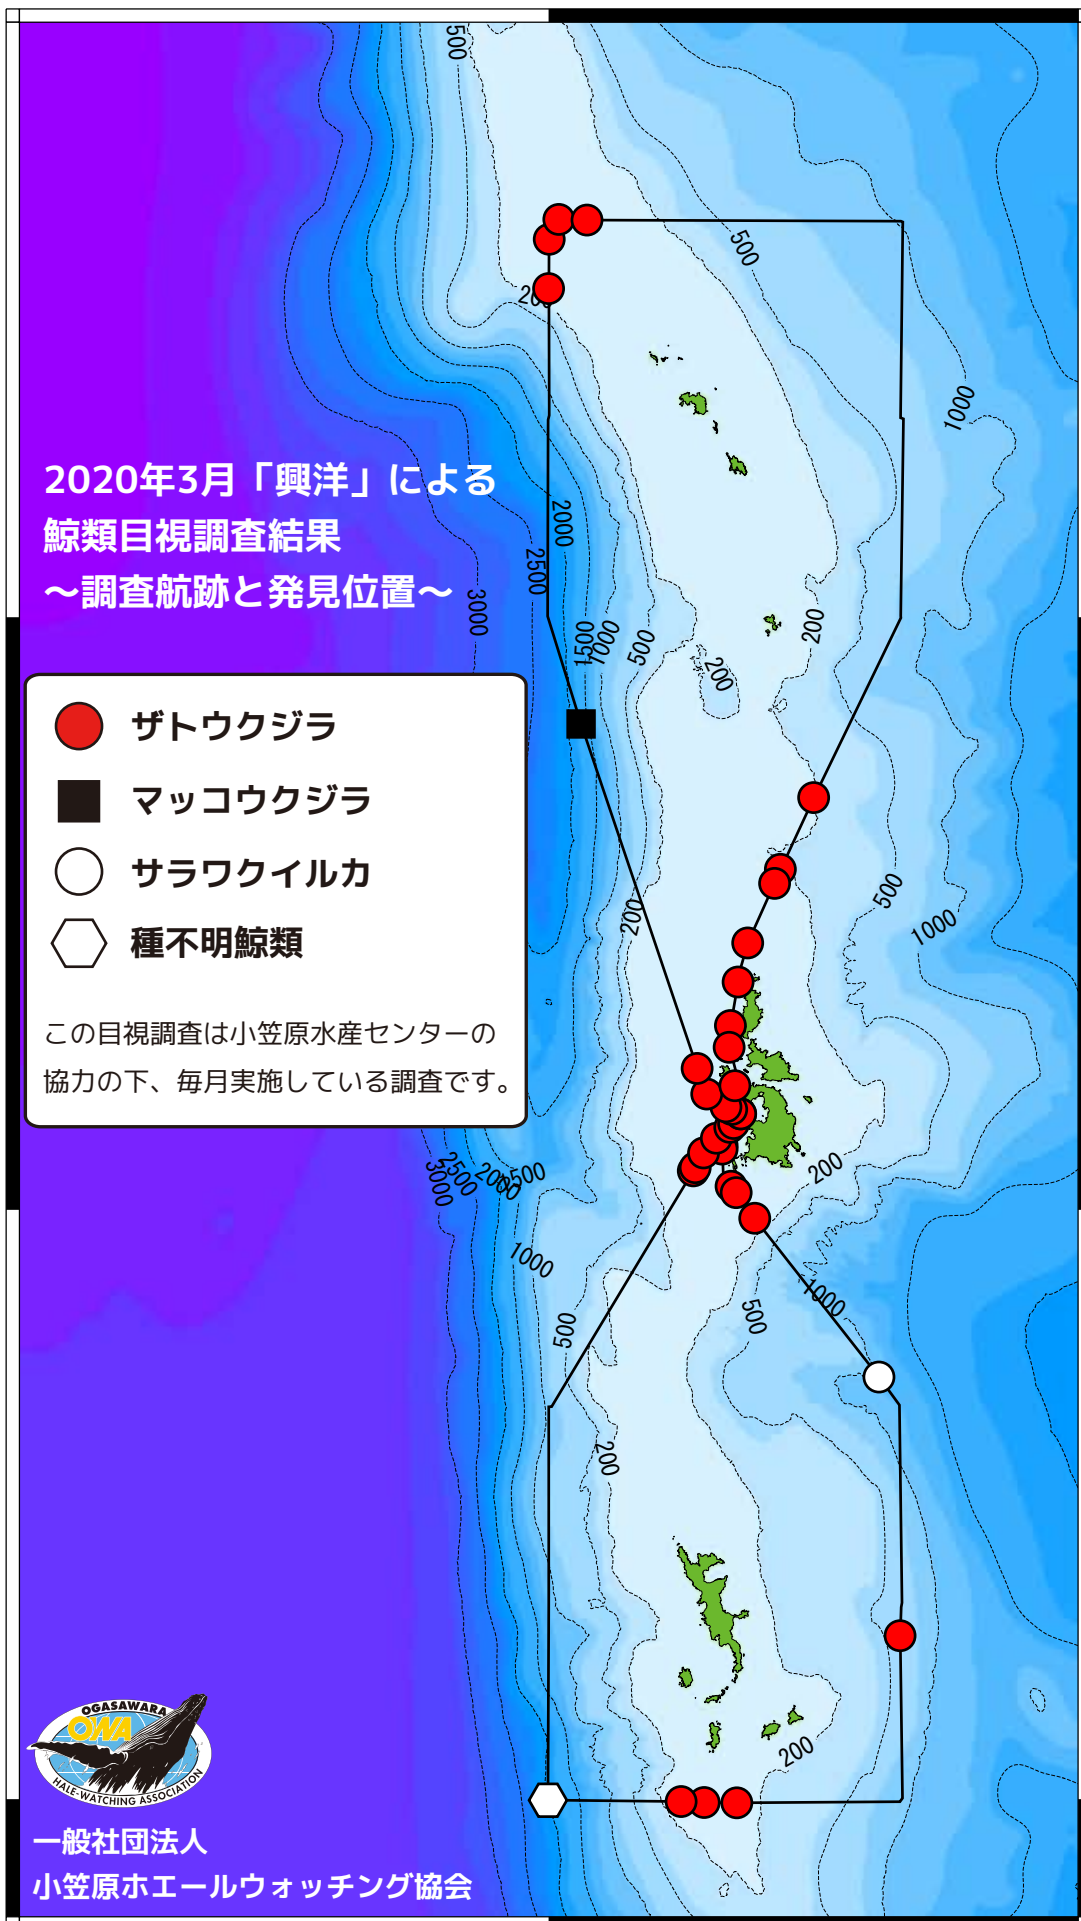 2020年3月「興洋」による
鯨類目視調査結果
～調査航跡と発見位置～
ザトウクジラ
マッコウクジラ
サラワクイルカ
種不明鯨類
この目視調査は小笠原水産センターの
協力の下、毎月実施している調査です。
500
500
1000
2000
2500
3000
1500
1000
500
200
200
200
500
1000
3000
2500
2000
1500
200
1000
500
500
1000
200
200
OGASAWARA
OWA
HALE-WATCHING ASSOCIATION
一般社団法人
小笠原ホエールウォッチング協会